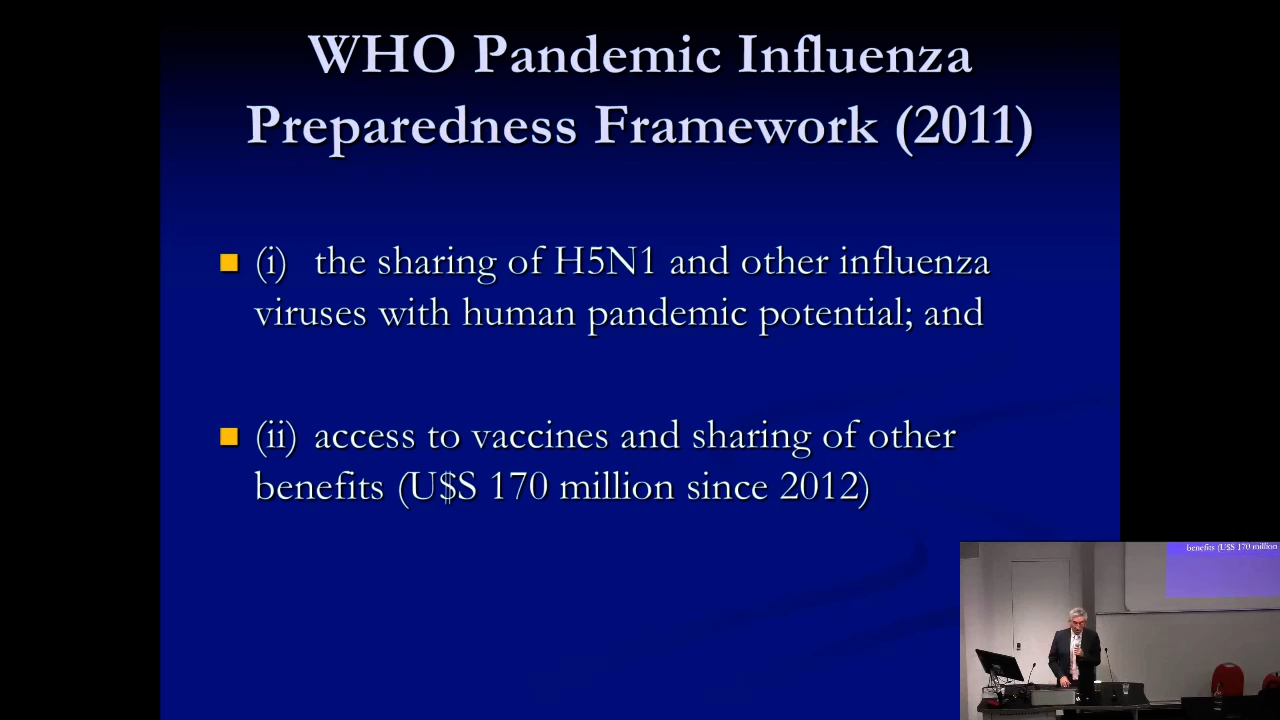 WHO Pandemic Influenza
Preparedness Framework (2011)
(i) the sharing of H5N1 and other influenza
viruses with human pandemic potential; and
(ii) access to vaccines and sharing of other
benefits (U$S 170 million since 2012)
benefits (U$S 170 million